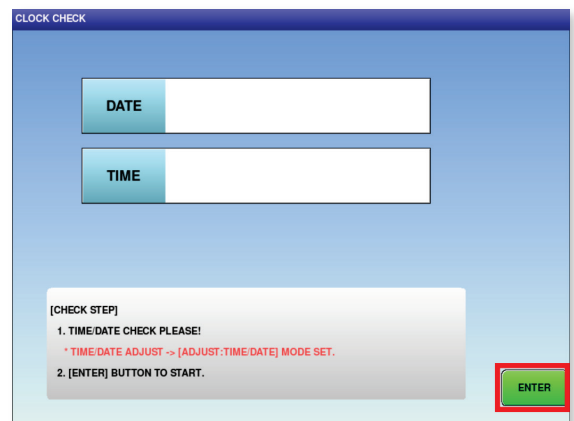 CLOCK CHECK
DATE
TIME
[CHECK STEP]
1. TIME/DATE CHECK PLEASE!
* TIME/DATE ADJUST -> [ADJUST:TIME/DATE] MODE SET.
2. [ENTER] BUTTON TO START.
ENTER